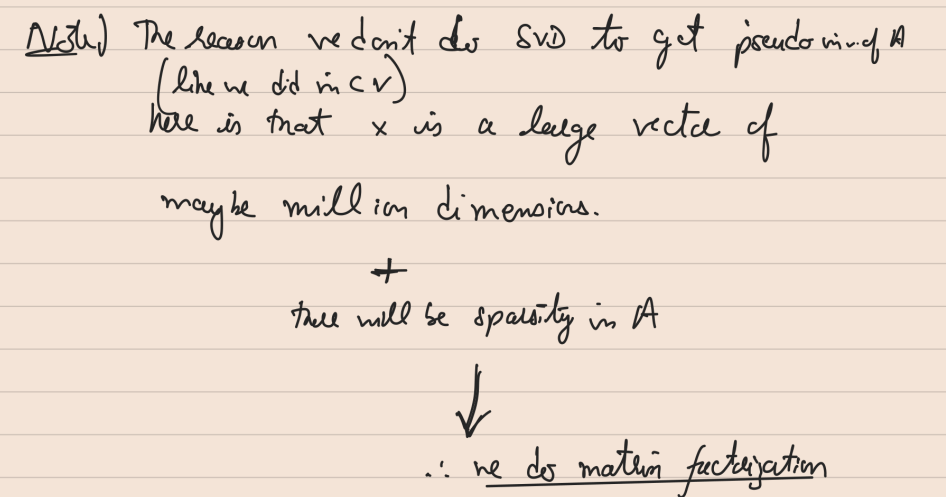 Note) The reason we don't do SVD to get pseudo inv. of A
(like we did in CV)
here is that x is a large vector of
maybe million dimensions.
+
there will be sparsity in A
↓
∴ we do matrix factorization